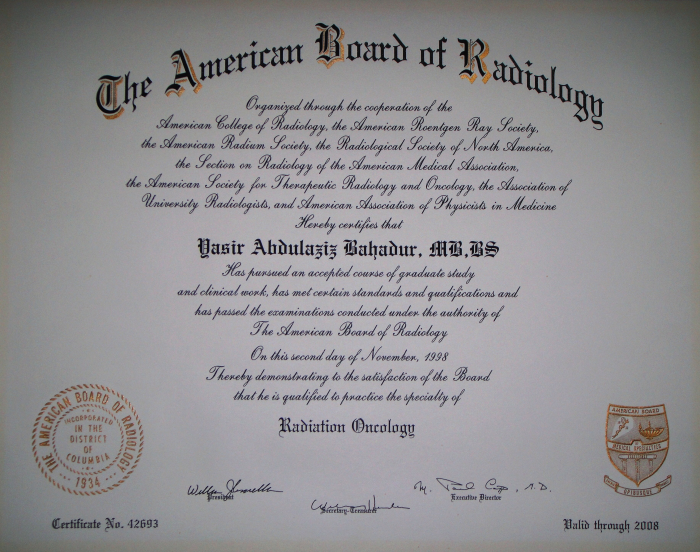 The American Board of Radiology
Organized through the cooperation of the
American College of Radiology, the American Roentgen Ray Society,
the American Radium Society, the Radiological Society of North America,
the Section on Radiology of the American Medical Association,
the American Society for Therapeutic Radiology and Oncology, the Association of
University Radiologists, and American Association of Physicists in Medicine
Hereby certifies that
Yasir Abdulaziz Bahadur, MB,BS
Has pursued an accepted course of graduate study
and clinical work, has met certain standards and qualifications and
has passed the examinations conducted under the authority of
The American Board of Radiology
On this second day of November, 1998
Thereby demonstrating to the satisfaction of the Board
that he is qualified to practice the specialty of
Radiation Oncology
THE AMERICAN BOARD OF RADIOLOGY
INCORPORATED
IN THE
DISTRICT
OF
COLUMBIA
1934
AMERICAN BOARD
MEDICAL SPECIALTIES
President
Secretary-Treasurer
M. Paul M.D.
Executive Director
Certificate No. 42693
Valid through 2008